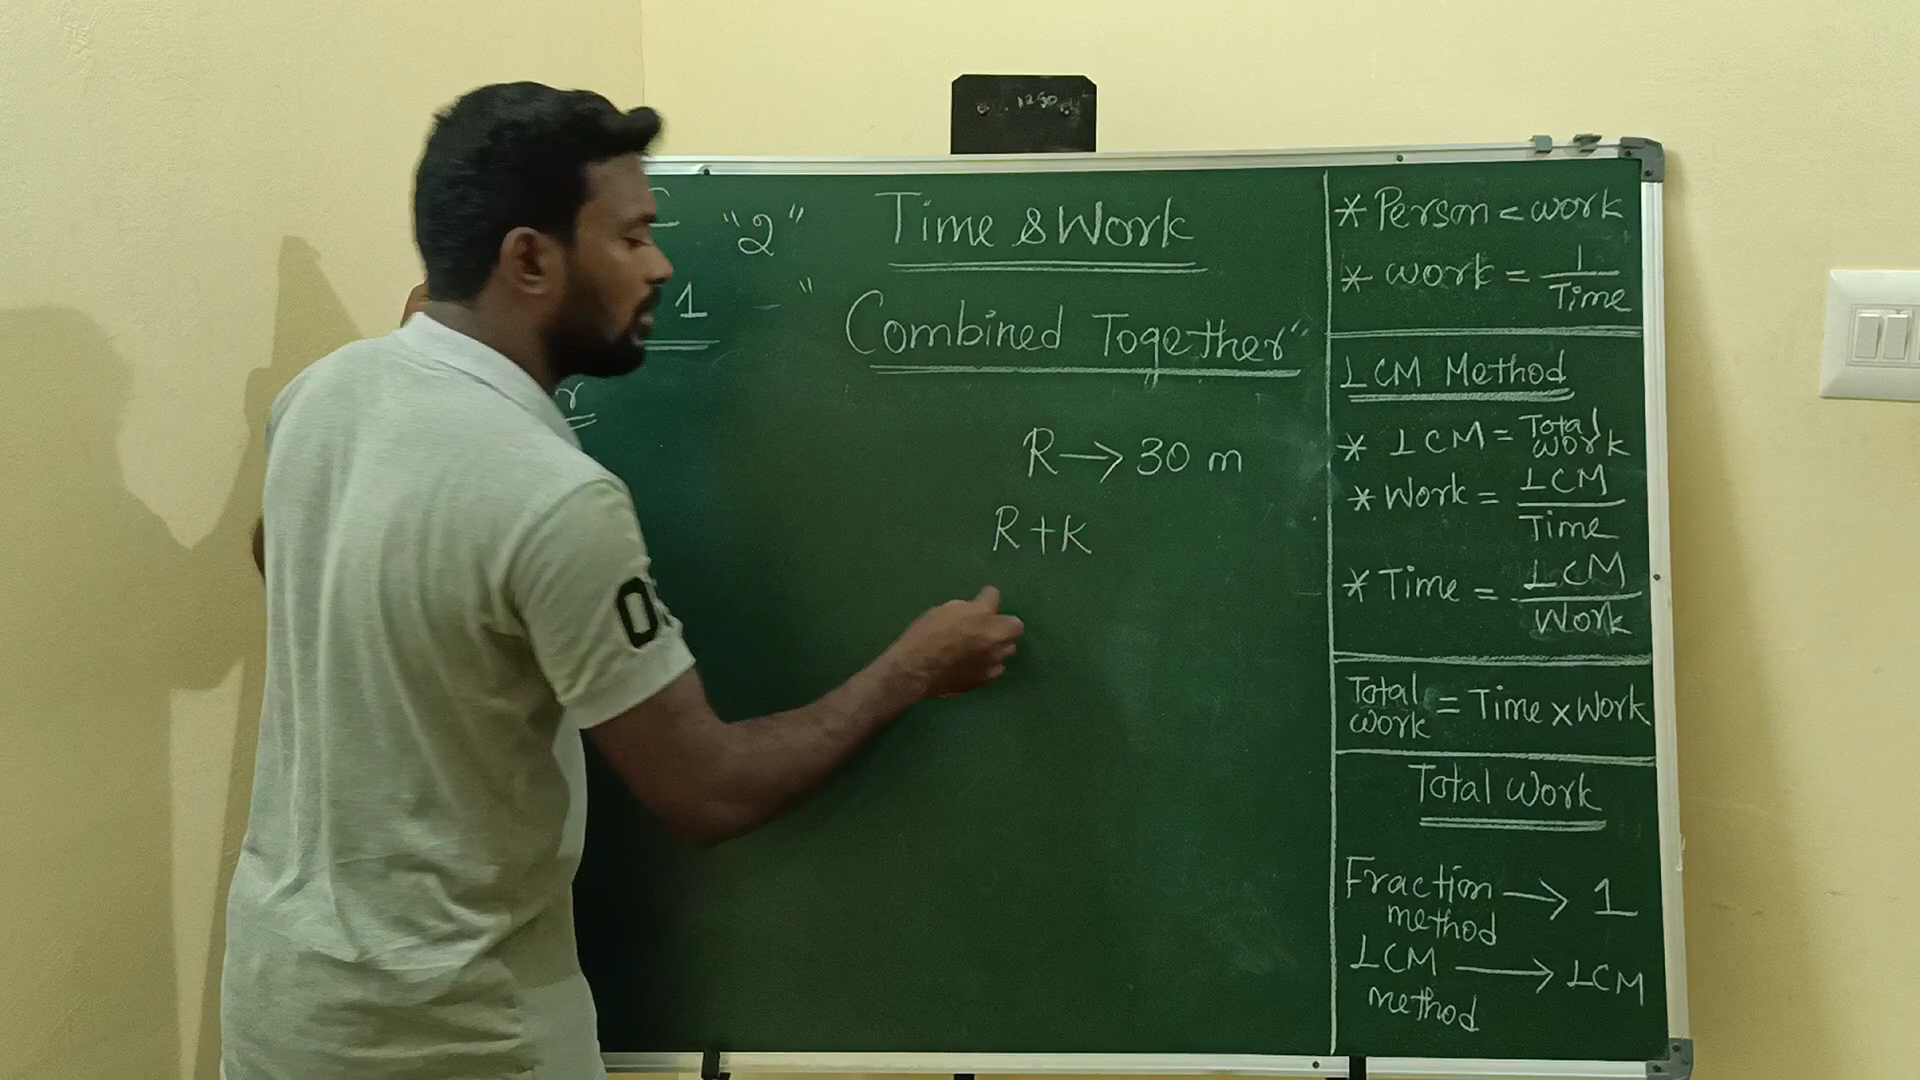 "2" Time & Work
1 - "Combined Together"
R → 30 m
R + K
* Person < work
* work = 1/Time
LCM Method
* LCM = Total work
* Work = LCM/Time
* Time = LCM/Work
Total work = Time x Work
Total Work
Fraction method → 1
LCM method → LCM